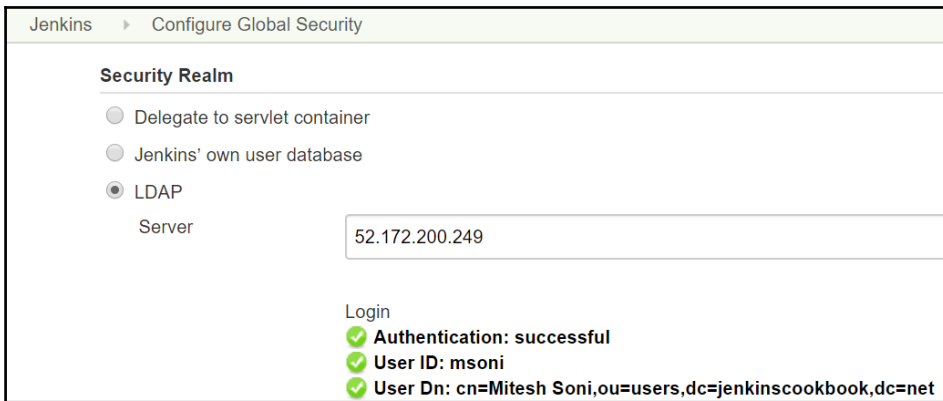 Jenkins Configure Global Security
Security Realm
Delegate to servlet container
Jenkins' own user database
LDAP
Server
52.172.200.249
Login
Authentication: successful
User ID: msoni
User Dn: cn=Mitesh Soni,ou=users,dc=jenkinscookbook,dc=net